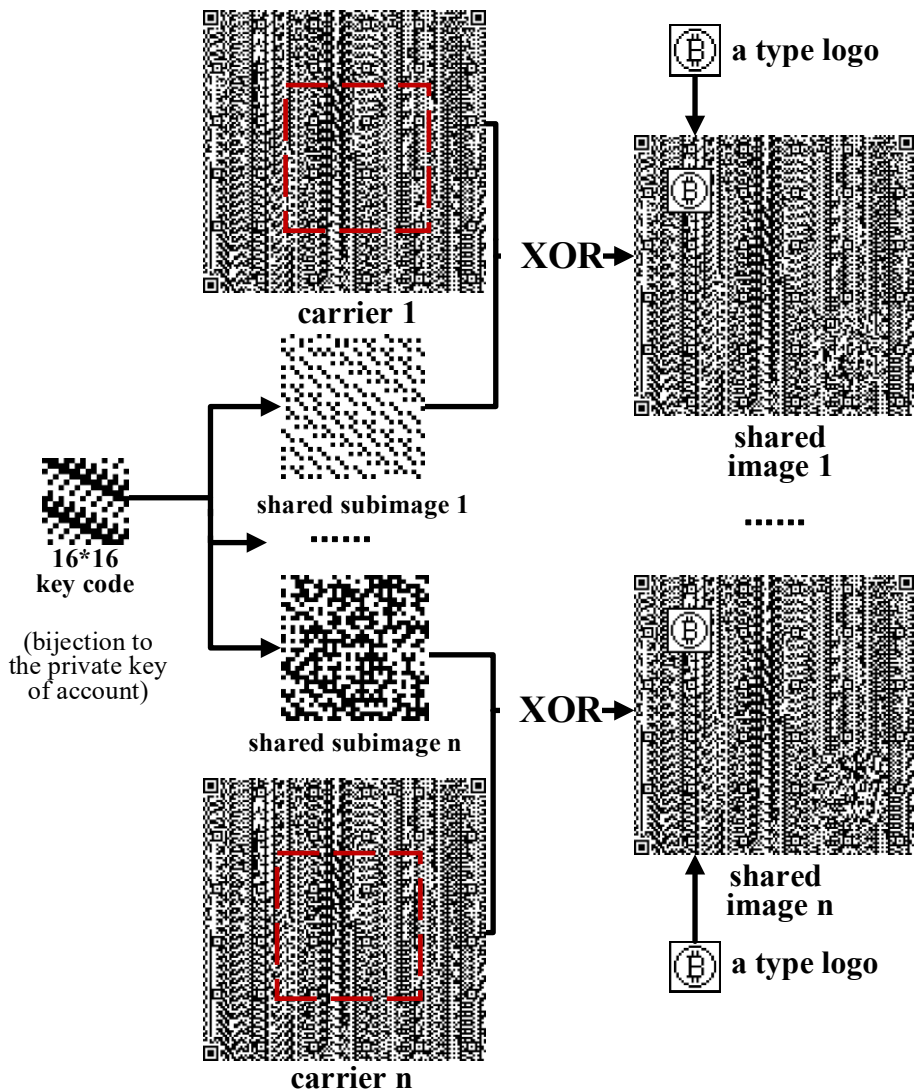 a type logo
XOR
carrier 1
shared
image 1
shared subimage 1
......
......
16*16
key code
(bijection to
the private key
of account)
XOR
shared subimage n
shared
image n
a type logo
carrier n